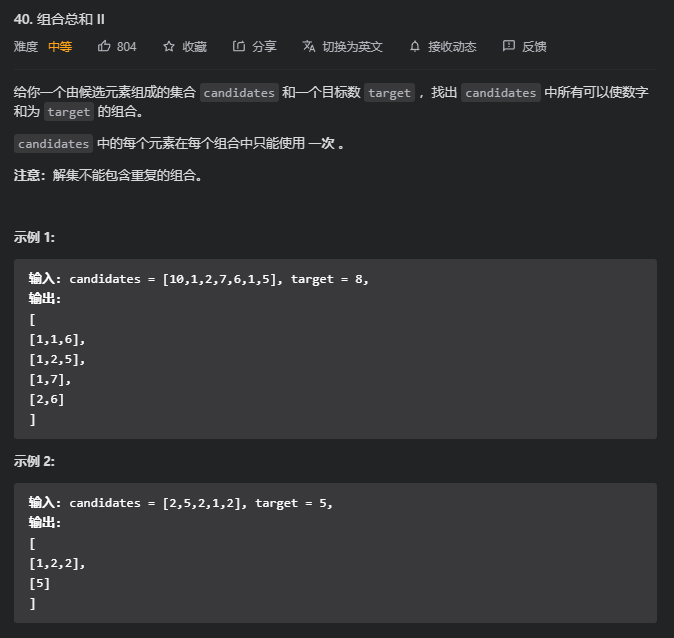 40. 组合总和 II
难度 中等 804 收藏 分享 切换为英文 接收动态 反馈
给你一个由候选元素组成的集合 candidates 和一个目标数 target ，找出 candidates 中所有可以使数字
和为 target 的组合。
candidates 中的每个元素在每个组合中只能使用 一次 。
注意：解集不能包含重复的组合。
示例 1:
输入: candidates = [10,1,2,7,6,1,5], target = 8,
输出:
[
[1,1,6],
[1,2,5],
[1,7],
[2,6]
]
示例 2:
输入: candidates = [2,5,2,1,2], target = 5,
输出:
[
[1,2,2],
[5]
]